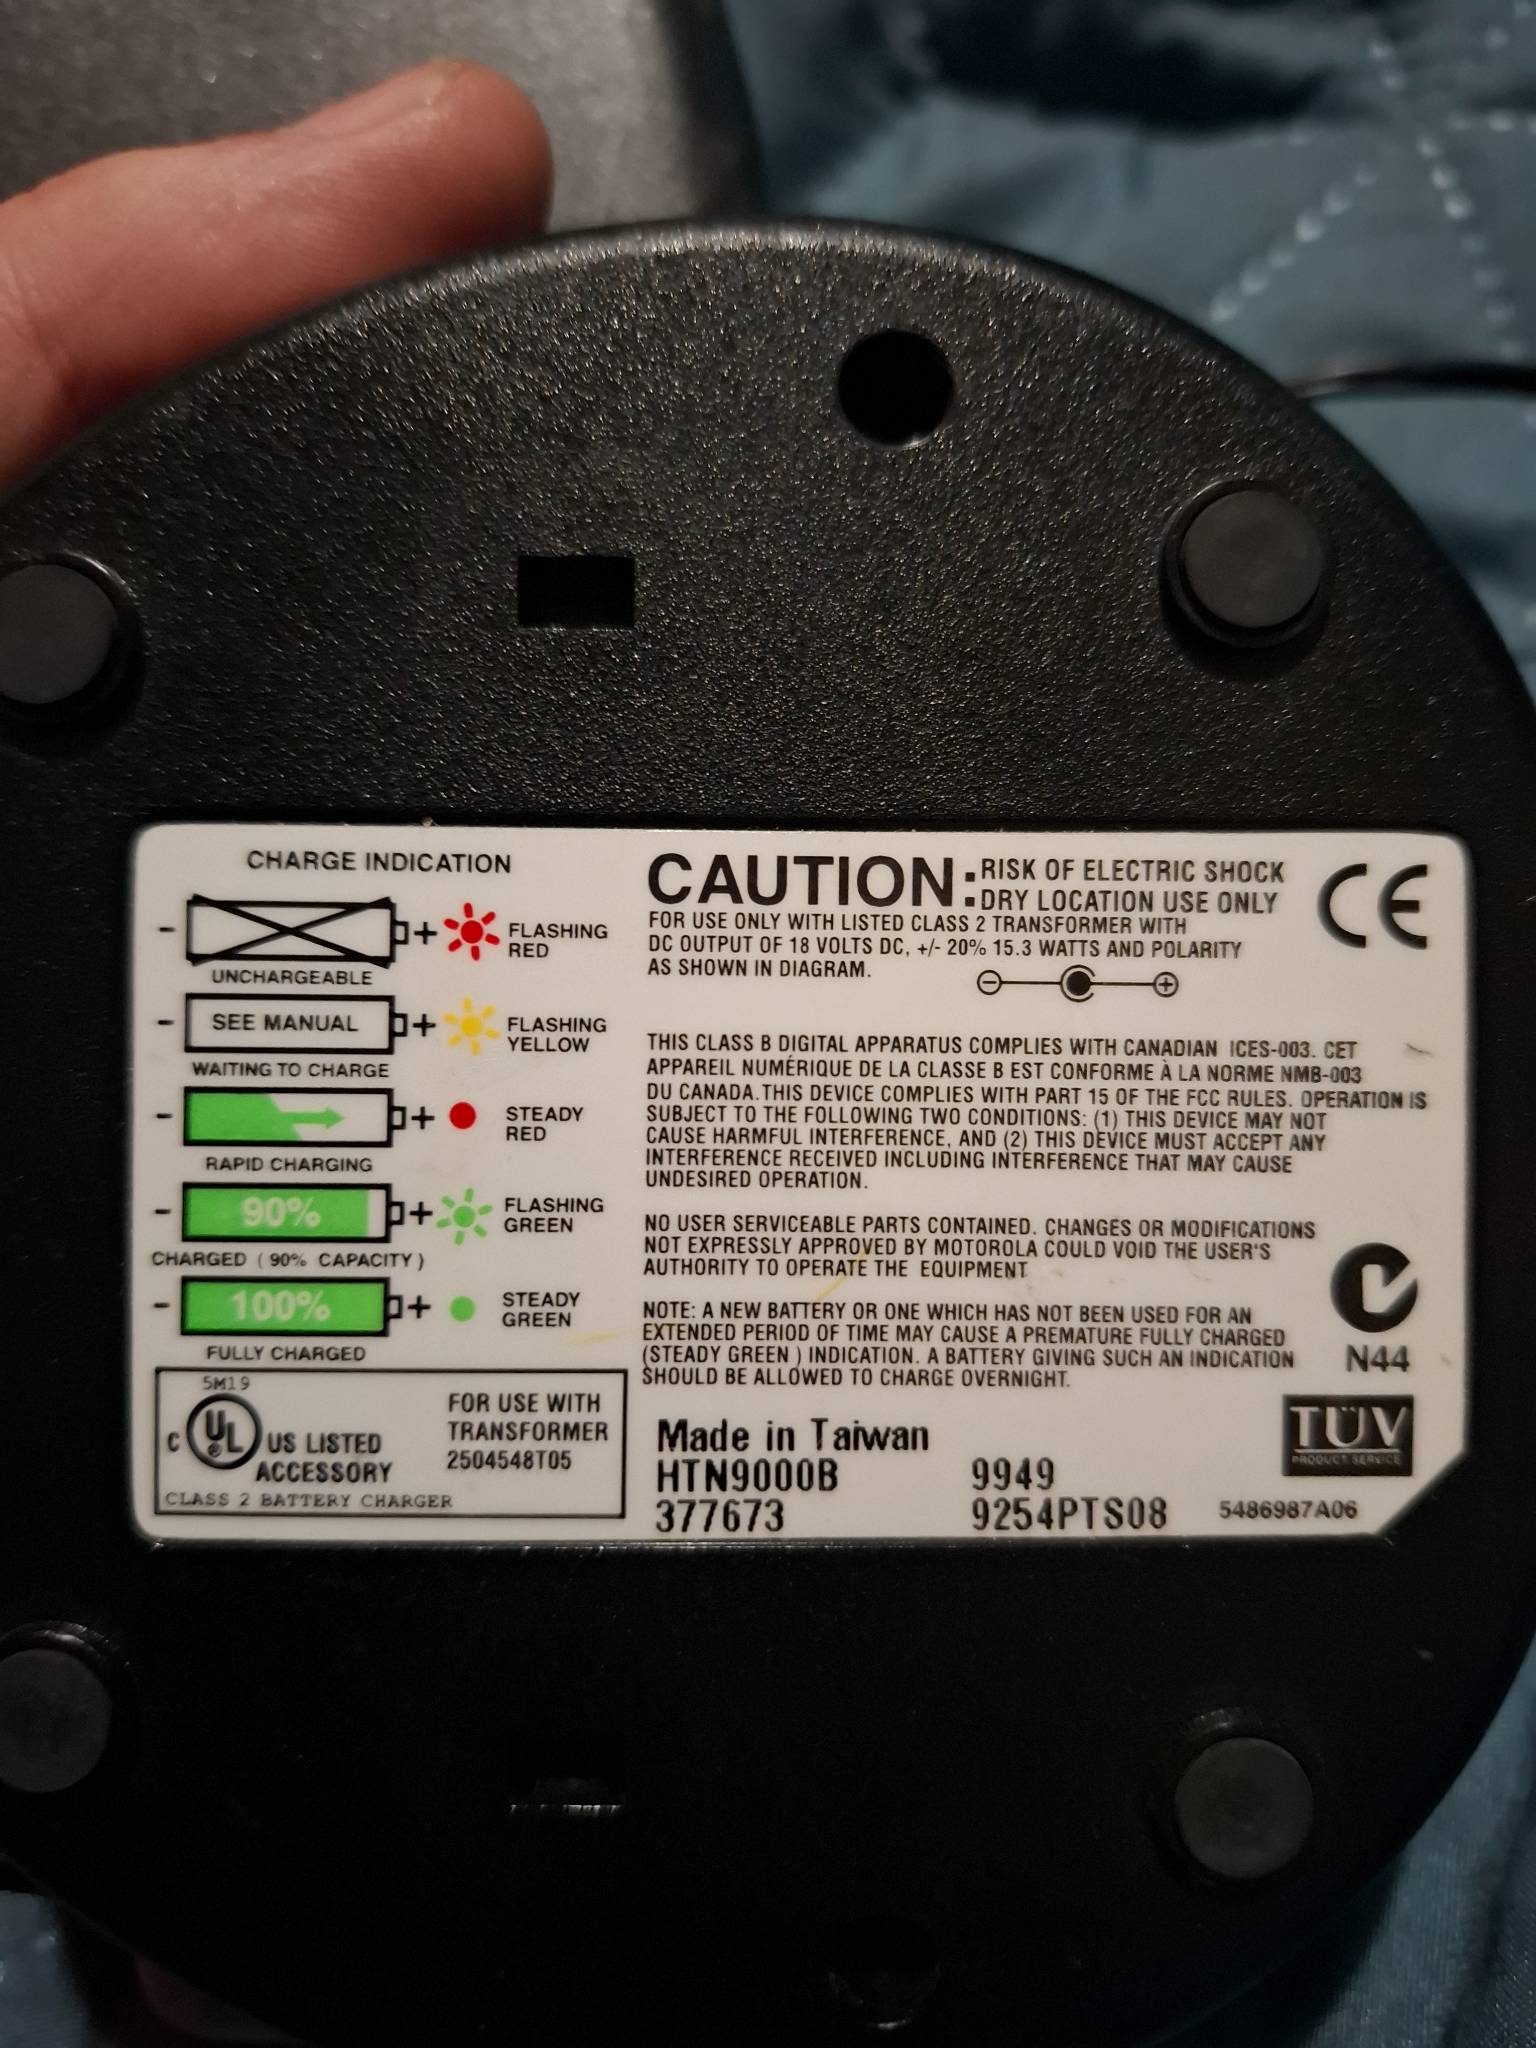 CHARGE INDICATION
- + FLASHING
RED
UNCHARGEABLE
- SEE MANUAL + FLASHING
YELLOW
WAITING TO CHARGE
- + STEADY
RED
RAPID CHARGING
- 90% + FLASHING
GREEN
CHARGED (90% CAPACITY)
- 100% + STEADY
GREEN
FULLY CHARGED
5M19
C UL ® US LISTED
ACCESSORY
CLASS 2 BATTERY CHARGER
FOR USE WITH
TRANSFORMER
2504548T05
CAUTION: RISK OF ELECTRIC SHOCK
DRY LOCATION USE ONLY
FOR USE ONLY WITH LISTED CLASS 2 TRANSFORMER WITH
DC OUTPUT OF 18 VOLTS DC, +/- 20% 15.3 WATTS AND POLARITY
AS SHOWN IN DIAGRAM.
- +
CE
THIS CLASS B DIGITAL APPARATUS COMPLIES WITH CANADIAN ICES-003. CET
APPAREIL NUMÉRIQUE DE LA CLASSE B EST CONFORME À LA NORME NMB-003
DU CANADA. THIS DEVICE COMPLIES WITH PART 15 OF THE FCC RULES. OPERATION IS
SUBJECT TO THE FOLLOWING TWO CONDITIONS: (1) THIS DEVICE MAY NOT
CAUSE HARMFUL INTERFERENCE, AND (2) THIS DEVICE MUST ACCEPT ANY
INTERFERENCE RECEIVED INCLUDING INTERFERENCE THAT MAY CAUSE
UNDESIRED OPERATION.
NO USER SERVICEABLE PARTS CONTAINED. CHANGES OR MODIFICATIONS
NOT EXPRESSLY APPROVED BY MOTOROLA COULD VOID THE USER'S
AUTHORITY TO OPERATE THE EQUIPMENT
NOTE: A NEW BATTERY OR ONE WHICH HAS NOT BEEN USED FOR AN
EXTENDED PERIOD OF TIME MAY CAUSE A PREMATURE FULLY CHARGED
(STEADY GREEN ) INDICATION. A BATTERY GIVING SUCH AN INDICATION
SHOULD BE ALLOWED TO CHARGE OVERNIGHT.
N44
TÜV
PRODUCT SERVICE
Made in Taiwan
HTN9000B 9949
377673 9254PTS08 5486987A06